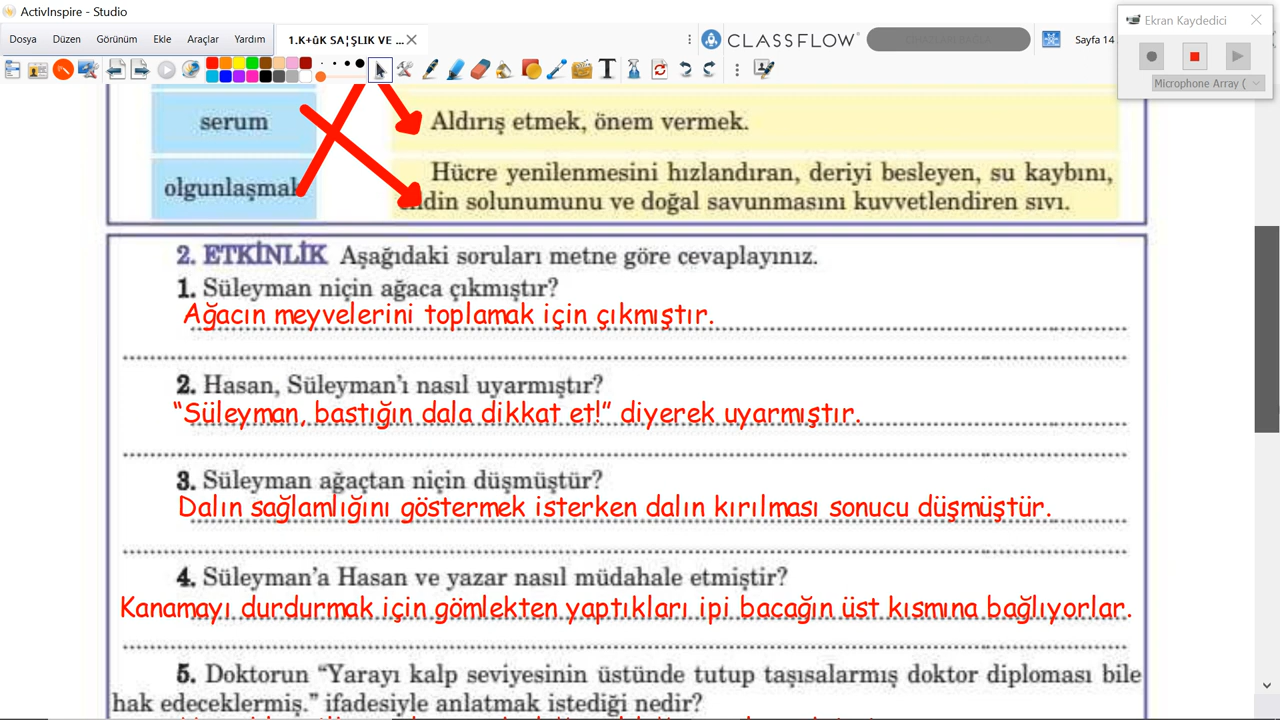 ActivInspire - Studio
Dosya Düzen Görünüm Ekle Araçlar Yardım 1.K+ûK SA¦ŞLIK VE ... CLASSFLOW Sayfa 14
Ekran Kaydedici
Microphone Array (
serum
Aldırış etmek, önem vermek.
olgunlaşmak
Hücre yenilenmesini hızlandıran, deriyi besleyen, su kaybını,
solunumunu ve doğal savunmasını kuvvetlendiren sıvı.
2. ETKİNLİK Aşağıdaki soruları metne göre cevaplayınız.
1. Süleyman niçin ağaca çıkmıştır?
Ağacın meyvelerini toplamak için çıkmıştır.
2. Hasan, Süleyman’ı nasıl uyarmıştır?
“Süleyman, bastığın dala dikkat et!” diyerek uyarmıştır.
3. Süleyman ağaçtan niçin düşmüştür?
Dalın sağlamlığını göstermek isterken dalın kırılması sonucu düşmüştür.
4. Süleyman’a Hasan ve yazar nasıl müdahale etmiştir?
Kanamayı durdurmak için gömlekten yaptıkları ipi bacağın üst kısmına bağlıyorlar.
5. Doktorun “Yarayı kalp seviyesinin üstünde tutup taşısalarmış doktor diploması bile
hak edeceklermiş.” ifadesiyle anlatmak istediği nedir?